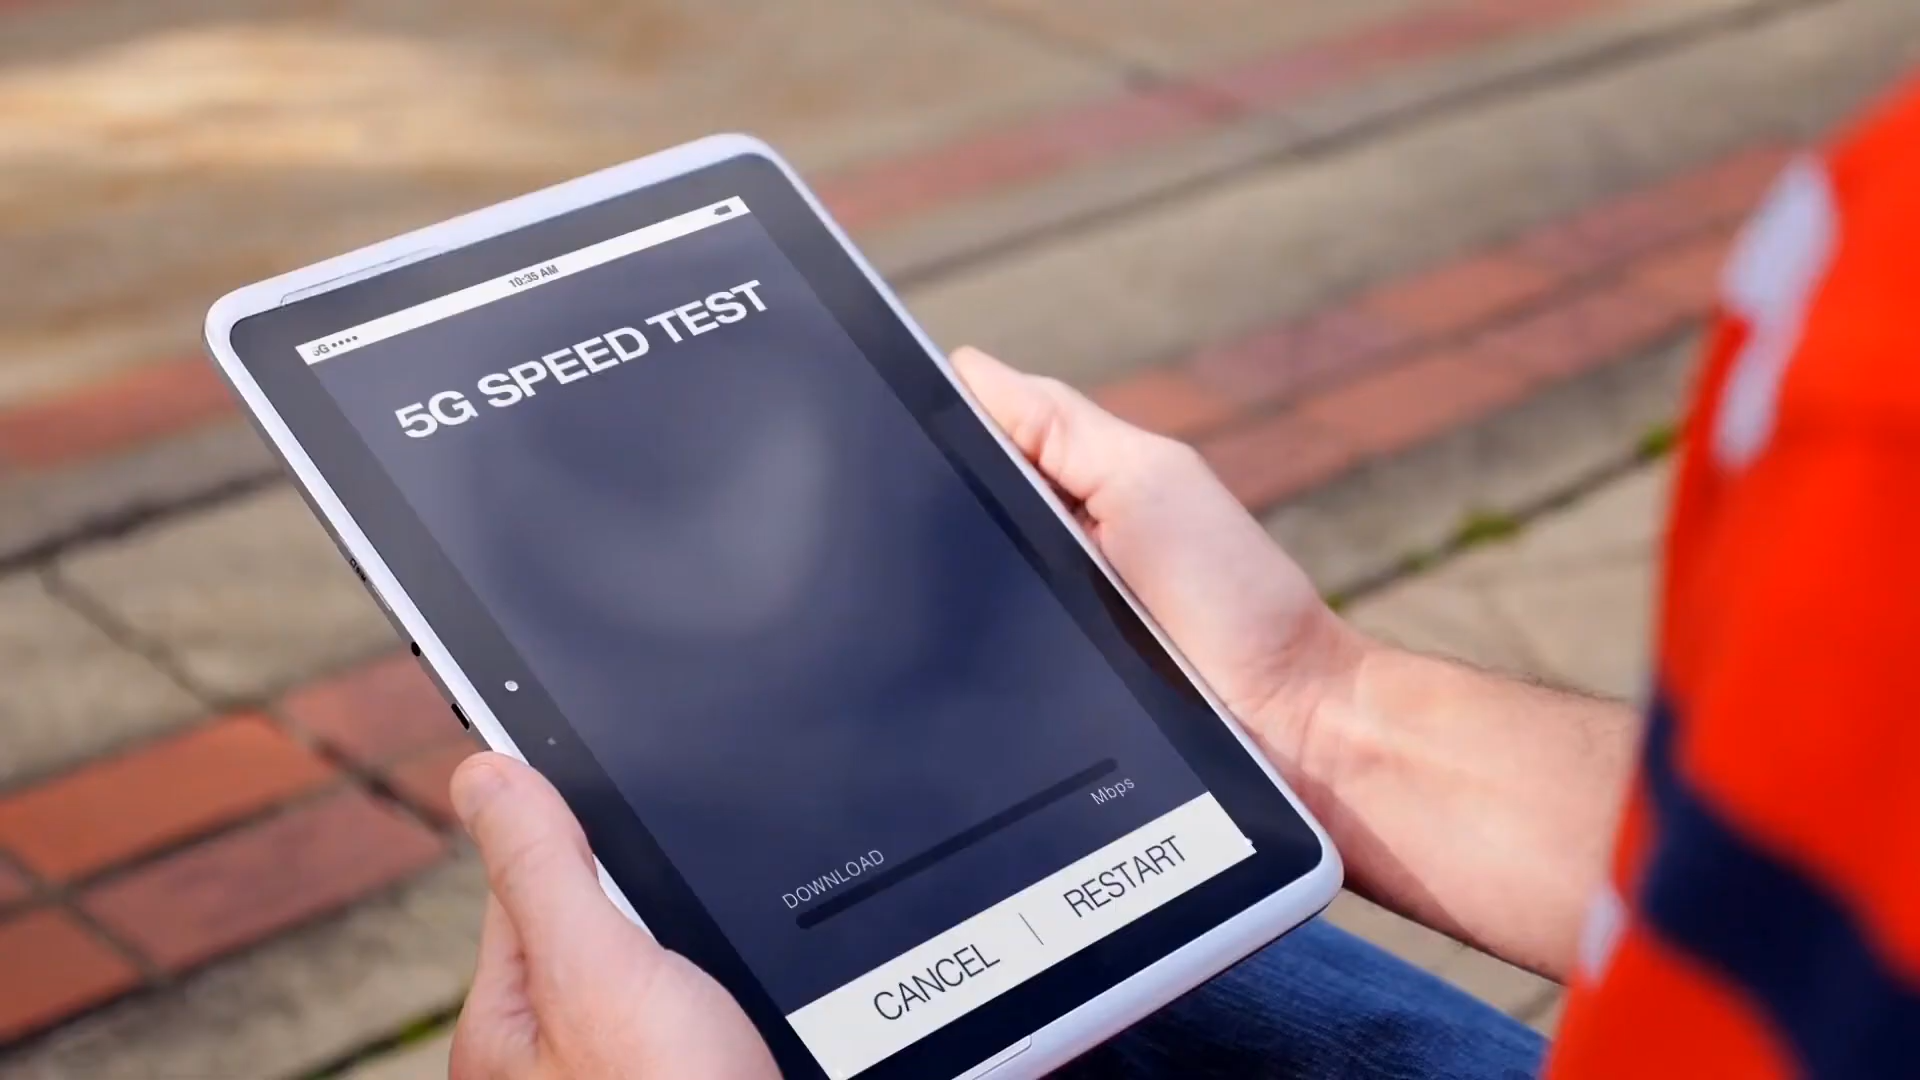 5G
10:35 AM
5G SPEED TEST
DOWNLOAD
Mbps
CANCEL
RESTART